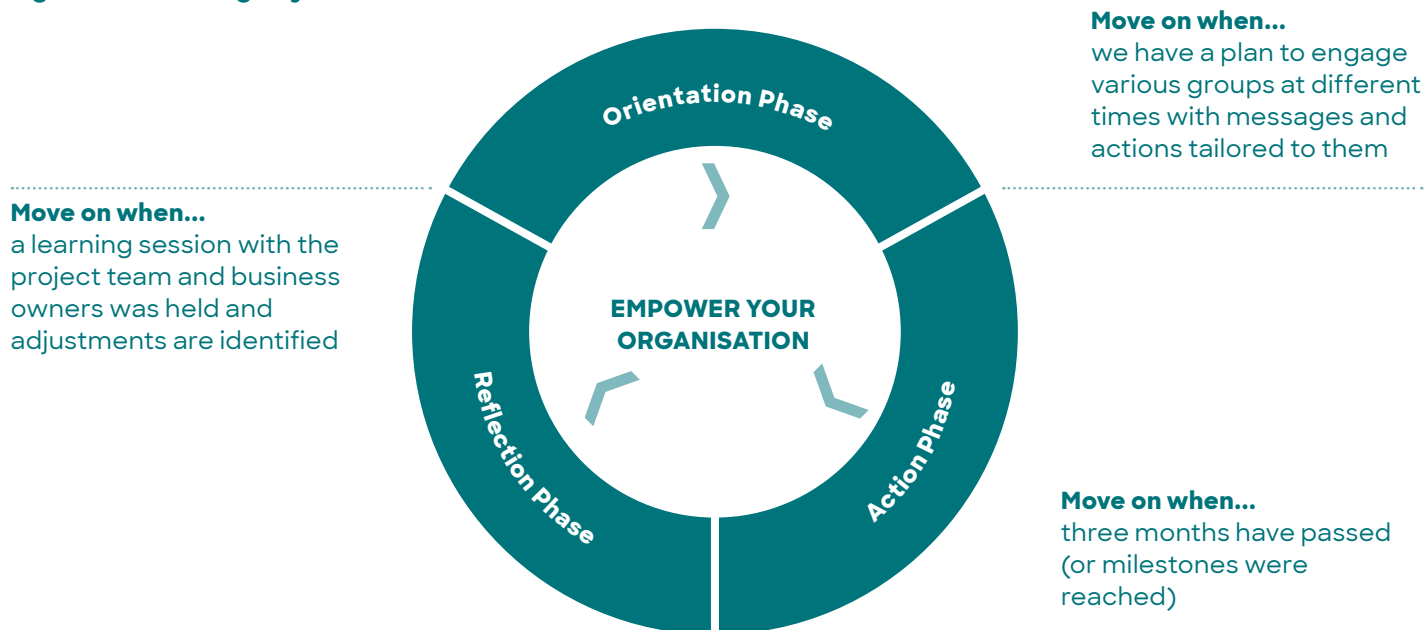 Move on when...
we have a plan to engage
various groups at different
times with messages and
actions tailored to them
Orientation Phase
Move on when...
a learning session with the
project team and business
owners was held and
adjustments are identified
EMPOWER YOUR
ORGANISATION
Reflection Phase
Action Phase
Move on when...
three months have passed
(or milestones were
reached)